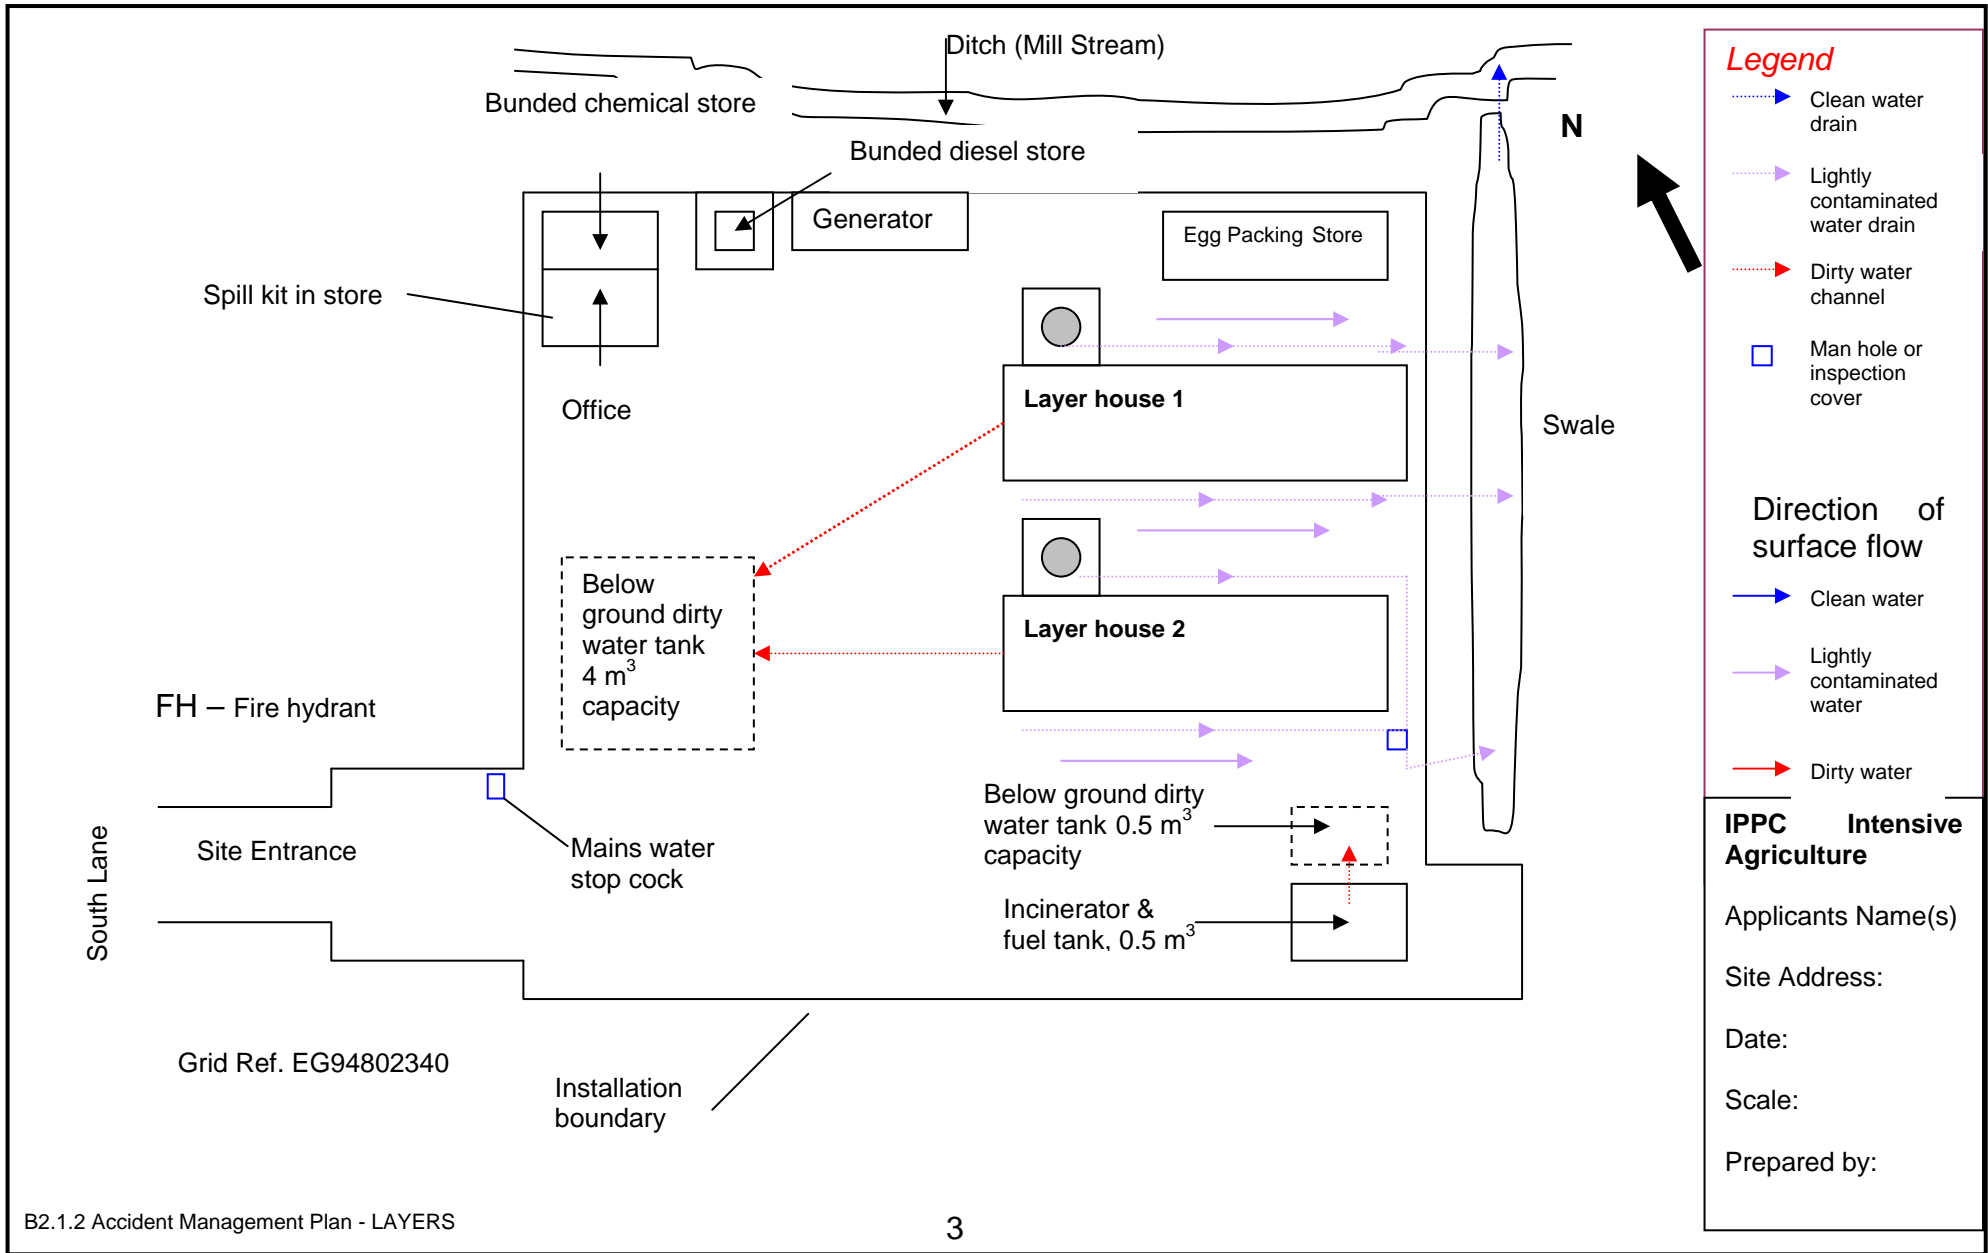 Ditch (Mill Stream)
Bunded chemical store
Bunded diesel store
N
Generator
Egg Packing Store
Spill kit in store
Layer house 1
Office
Swale
Below
ground dirty
water tank
4 m³
capacity
Layer house 2
FH – Fire hydrant
South Lane
Site Entrance
Mains water
stop cock
Below ground dirty
water tank 0.5 m³
capacity
Incinerator &
fuel tank, 0.5 m³
Grid Ref. EG94802340
Installation
boundary
Legend
Clean water
drain
Lightly
contaminated
water drain
Dirty water
channel
Man hole or
inspection
cover
Direction of
surface flow
Clean water
Lightly
contaminated
water
Dirty water
IPPC Intensive
Agriculture
Applicants Name(s)
Site Address:
Date:
Scale:
Prepared by:
B2.1.2 Accident Management Plan - LAYERS
3